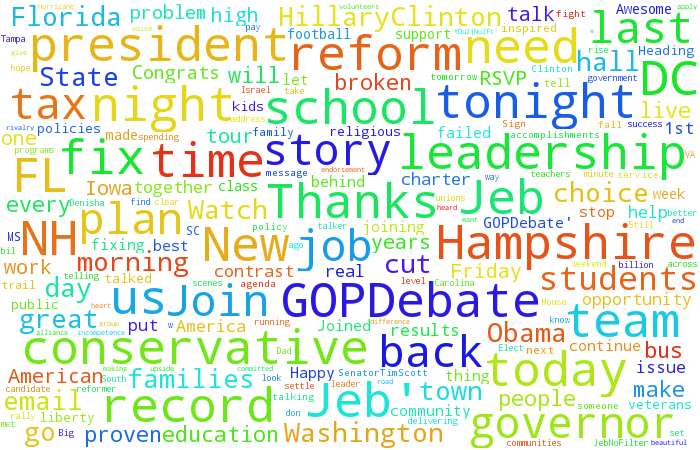 Hurricane volunteers
Florida problem high HillaryClinton talk fight Awesome apply
Tampa voice pay YOuIjNoIFt' v
president reform need last
give football support inspired rise Heading
hope State Congrats will let broken RSVP tomorrow hall DC
Israel Clinton government
tax night kids take school tonight tell live
address
rivalry policies made spending tour family religious failed Sign fall success 1st
one accomplishments VA
programs fix time story leadership
FL Iowa together class message endorsement charter unions teachers way minute service week
every Denisha find behind heard choice
plan Watch Thanks Jeb want stop help better
MS SC policy talker joining GOPDebate' Still end
NH fixing best New job years Hampshire
bil ago
work morning real cut Friday weekend billion across
trail telling talked contrast level Carolina students
day scenes agenda House opportunity
public heart us Join GOPDebate team
great put America running results Obama know
alliance incompetence w group Joined difference continue bus
conservative back Elect next issue
making upside committed Dad thing today
American South families Happy look SenatorTimScott town people make
candidate reformer settle leader road someone veterans
email record talking Jeb' community governor
rally liberty don delivering set
met go Big proven education Washington communities JebNoFilter beautiful